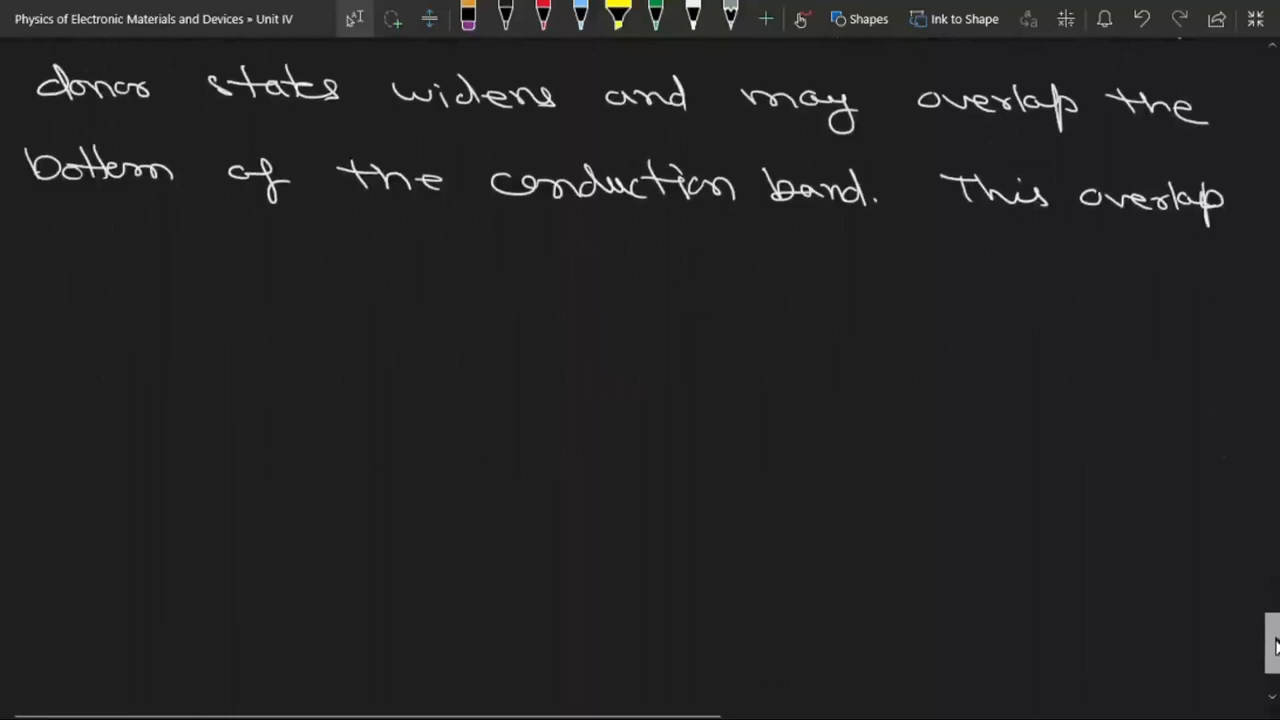 Physics of Electronic Materials and Devices » Unit IV
Shapes
Ink to Shape
donor states widens and may overlap the
bottom of the conduction band. This overlap